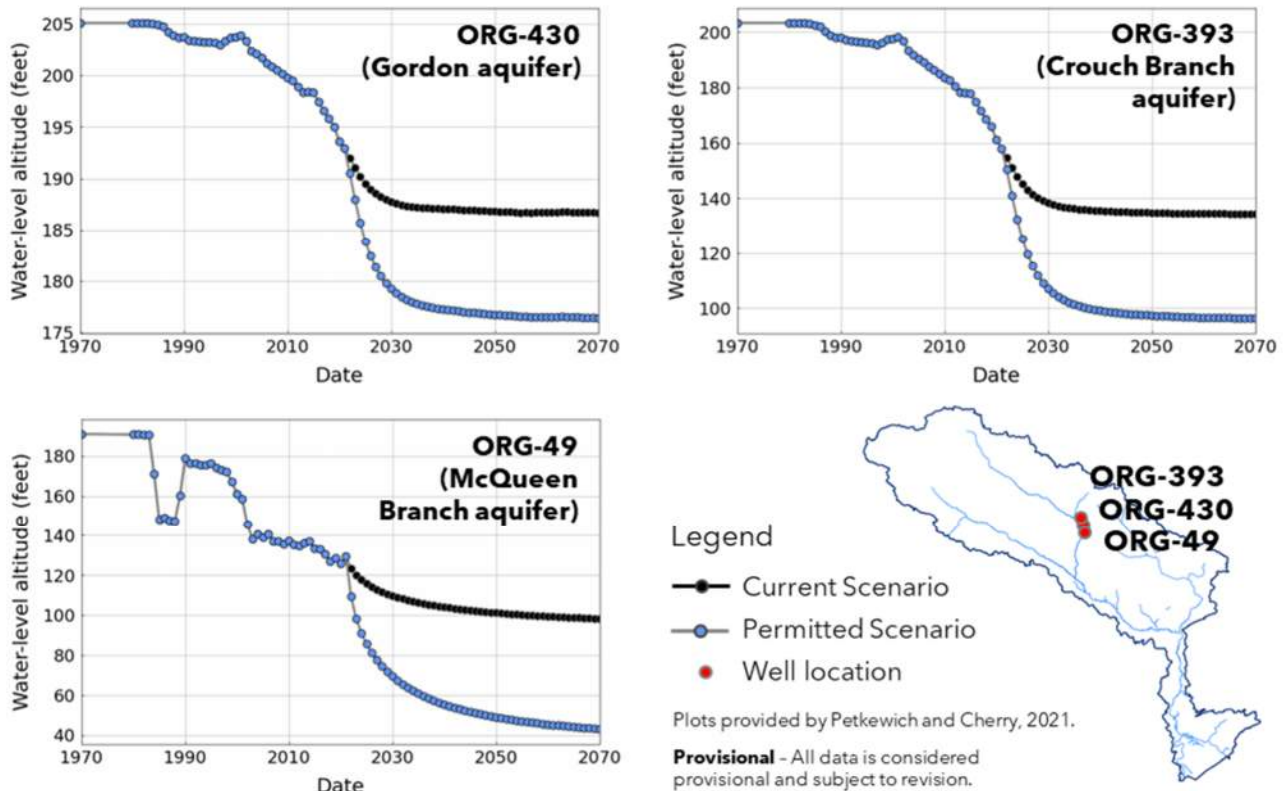 ORG-430
(Gordon aquifer)
Water-level altitude (feet)
205
200
195
190
185
180
175
1970
1990
2010
2030
2050
2070
Date
ORG-393
(Crouch Branch
aquifer)
Water-level altitude (feet)
200
180
160
140
120
100
1970
1990
2010
2030
2050
2070
Date
ORG-49
(McQueen
Branch aquifer)
Water-level altitude (feet)
180
160
140
120
100
80
60
40
1970
1990
2010
2030
2050
2070
Date
ORG-393
ORG-430
ORG-49
Legend
Current Scenario
Permitted Scenario
Well location
Plots provided by Petkewich and Cherry, 2021.
Provisional – All data is considered
provisional and subject to revision.